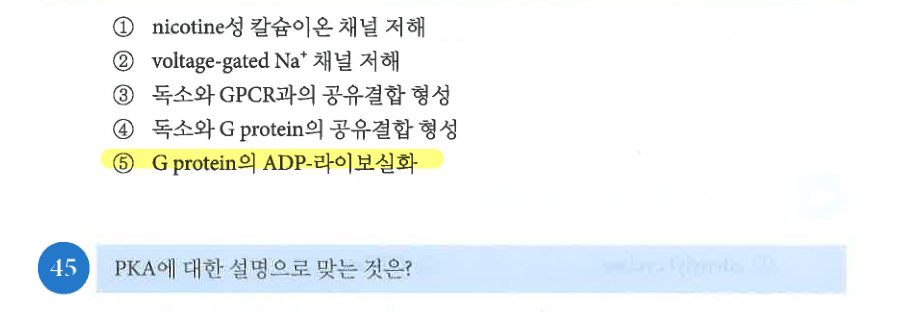 ① nicotine성 칼슘이온 채널 저해
② voltage-gated Na⁺ 채널 저해
③ 독소와 GPCR과의 공유결합 형성
④ 독소와 G protein의 공유결합 형성
⑤ G protein의 ADP-라이보실화
45 PKA에 대한 설명으로 맞는 것은?